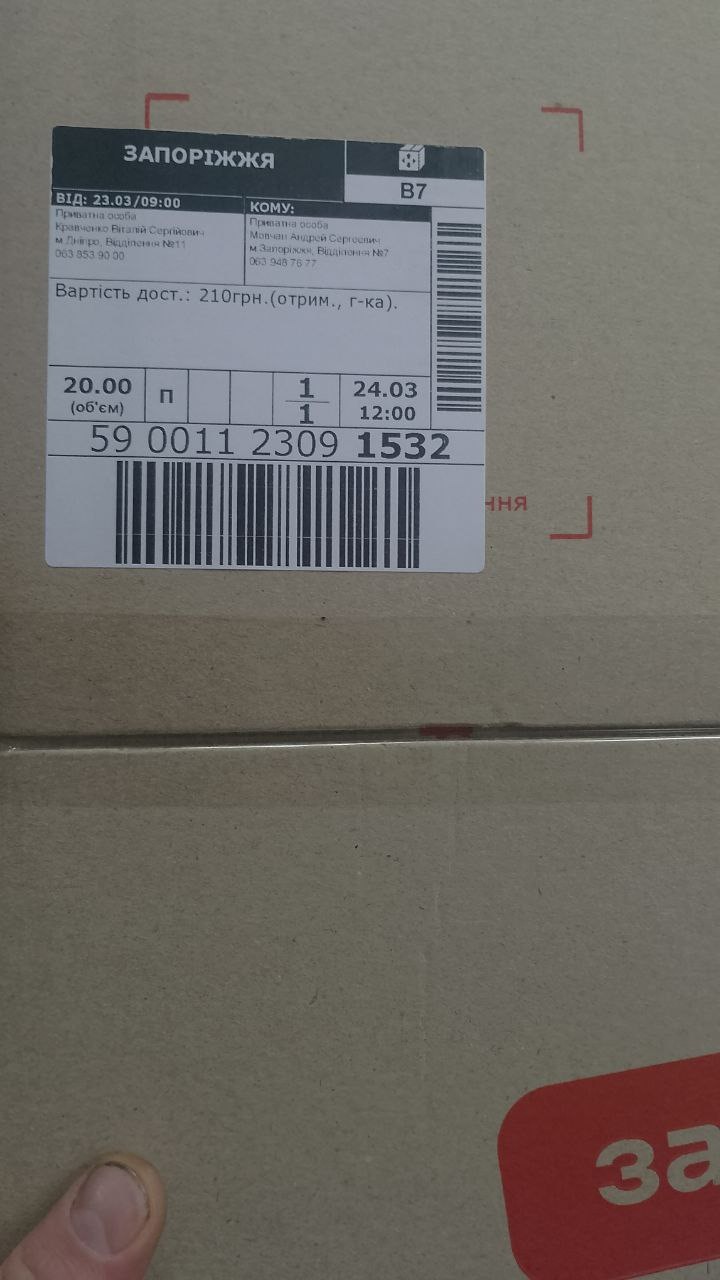 ЗАПОРІЖЖЯ
В7
ВІД: 23.03/09:00
Приватна особа
Кравченко Віталій Сергійович
м Дніпро, Відділення №11
063 853 90 00
КОМУ:
Приватна особа
Мовчан Андрей Сергеевич
м Запоріжжя, Відділення №7
063 948 76 77
Вартість дост.: 210грн.(отрим., г-ка).
20.00
(об'єм)
П
1
1
24.03
12:00
59 0011 2309 1532
ння
за